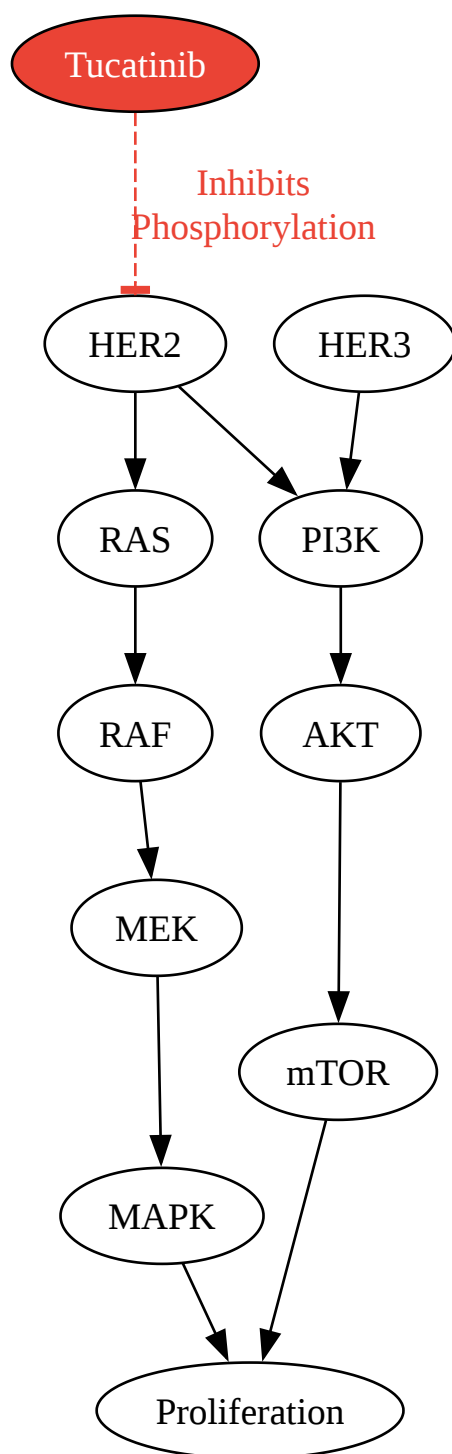 Tucatinib
Inhibits
Phosphorylation
HER2
HER3
RAS
PI3K
RAF
AKT
MEK
mTOR
MAPK
Proliferation